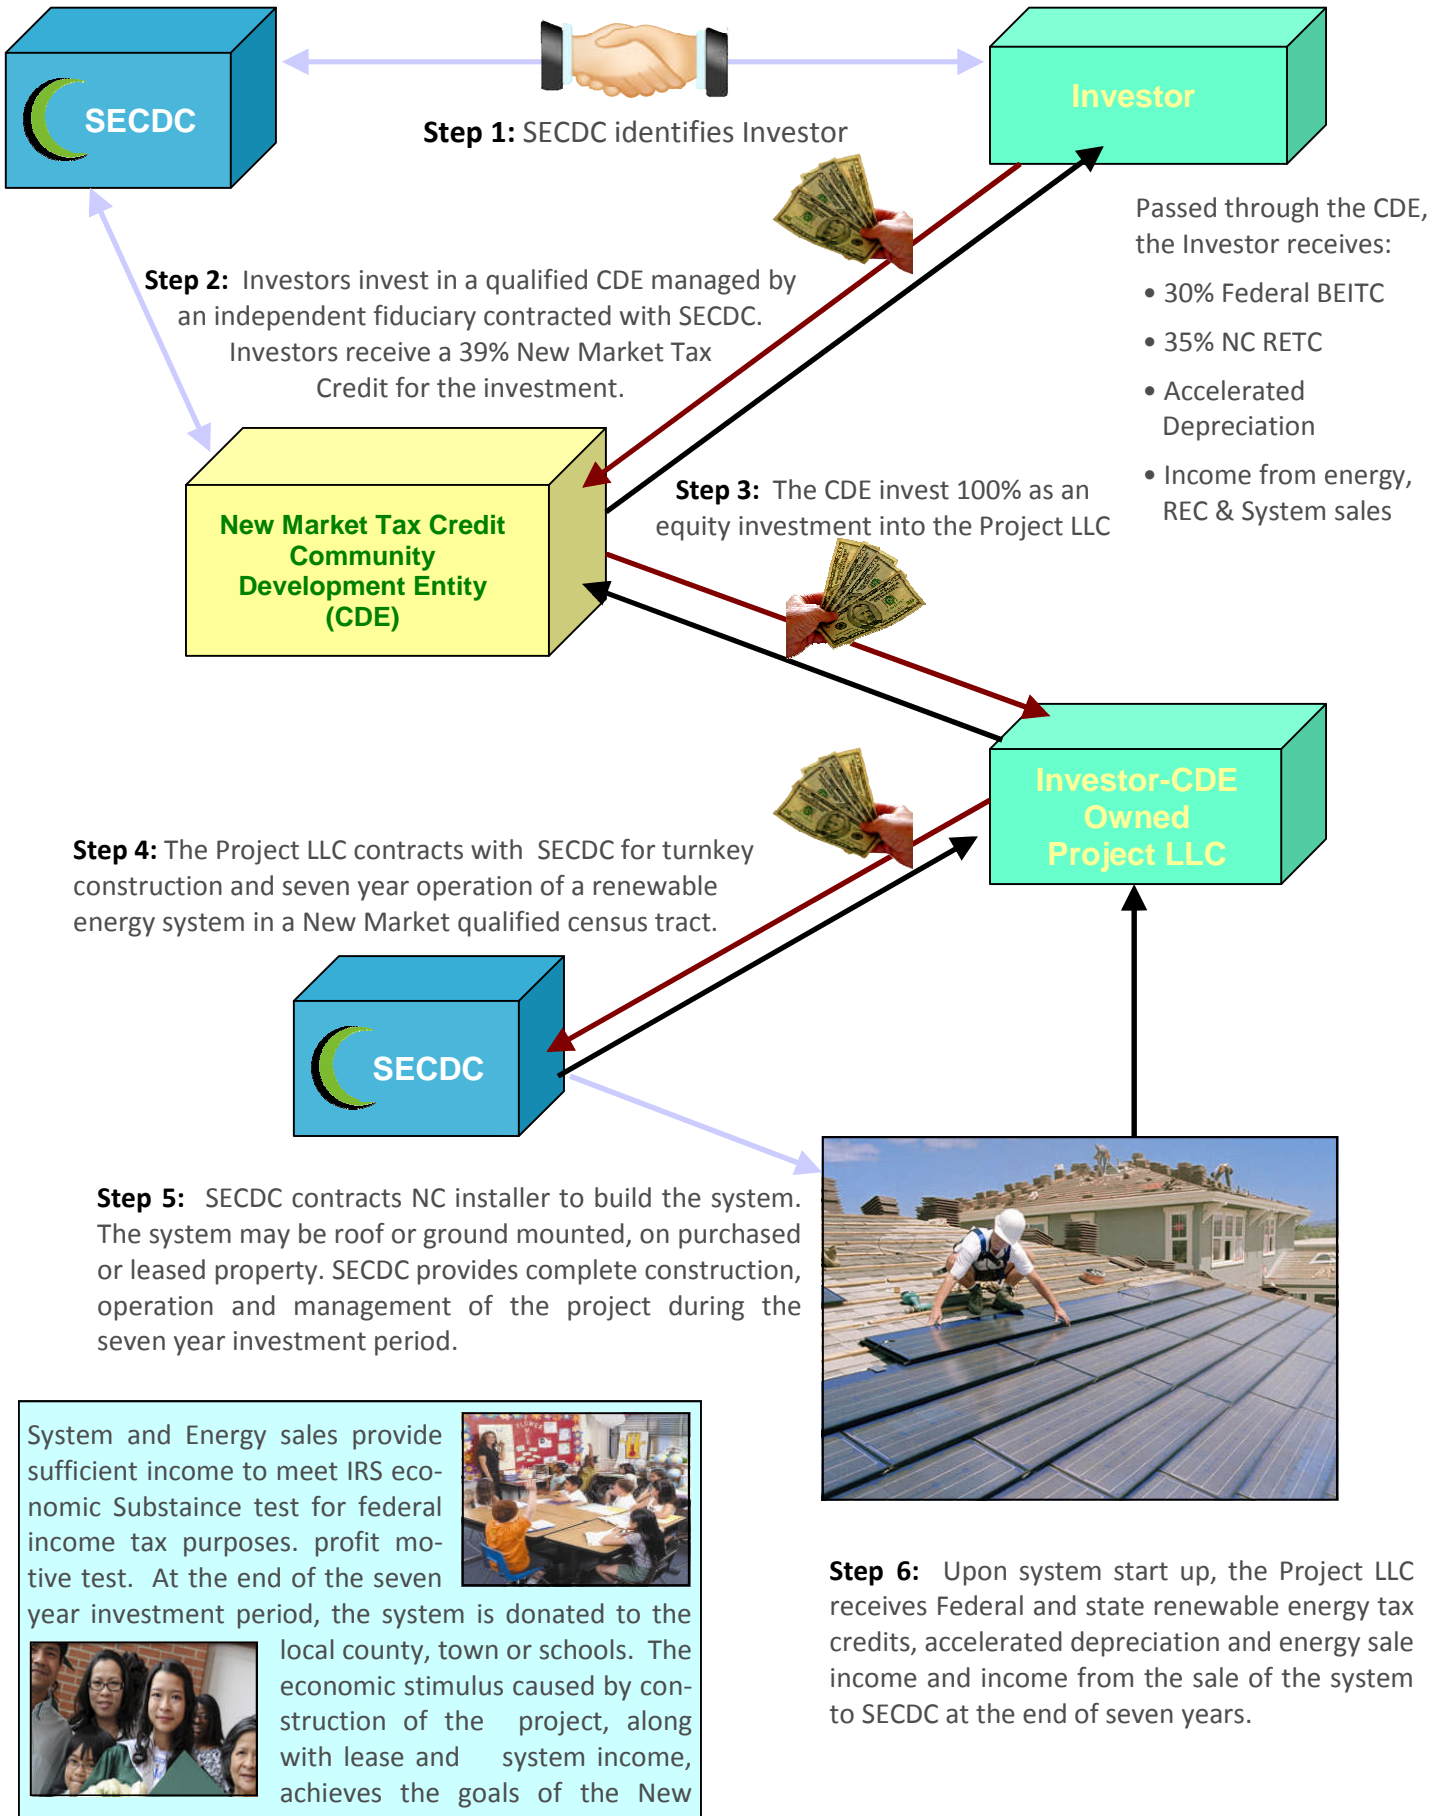 SECDC
Investor
Step 1: SECDC identifies Investor
Passed through the CDE,
the Investor receives:
• 30% Federal BEITC
• 35% NC RETC
• Accelerated
Depreciation
• Income from energy,
REC & System sales
Step 2: Investors invest in a qualified CDE managed by
an independent fiduciary contracted with SECDC.
Investors receive a 39% New Market Tax
Credit for the investment.
New Market Tax Credit
Community
Development Entity
(CDE)
Step 3: The CDE invest 100% as an
equity investment into the Project LLC
Investor-CDE
Owned
Project LLC
Step 4: The Project LLC contracts with SECDC for turnkey
construction and seven year operation of a renewable
energy system in a New Market qualified census tract.
SECDC
Step 5: SECDC contracts NC installer to build the system.
The system may be roof or ground mounted, on purchased
or leased property. SECDC provides complete construction,
operation and management of the project during the
seven year investment period.
System and Energy sales provide
sufficient income to meet IRS eco-
nomic Substaince test for federal
income tax purposes. profit mo-
tive test. At the end of the seven
year investment period, the system is donated to the
local county, town or schools. The
economic stimulus caused by con-
struction of the project, along
with lease and system income,
achieves the goals of the New
Step 6: Upon system start up, the Project LLC
receives Federal and state renewable energy tax
credits, accelerated depreciation and energy sale
income and income from the sale of the system
to SECDC at the end of seven years.